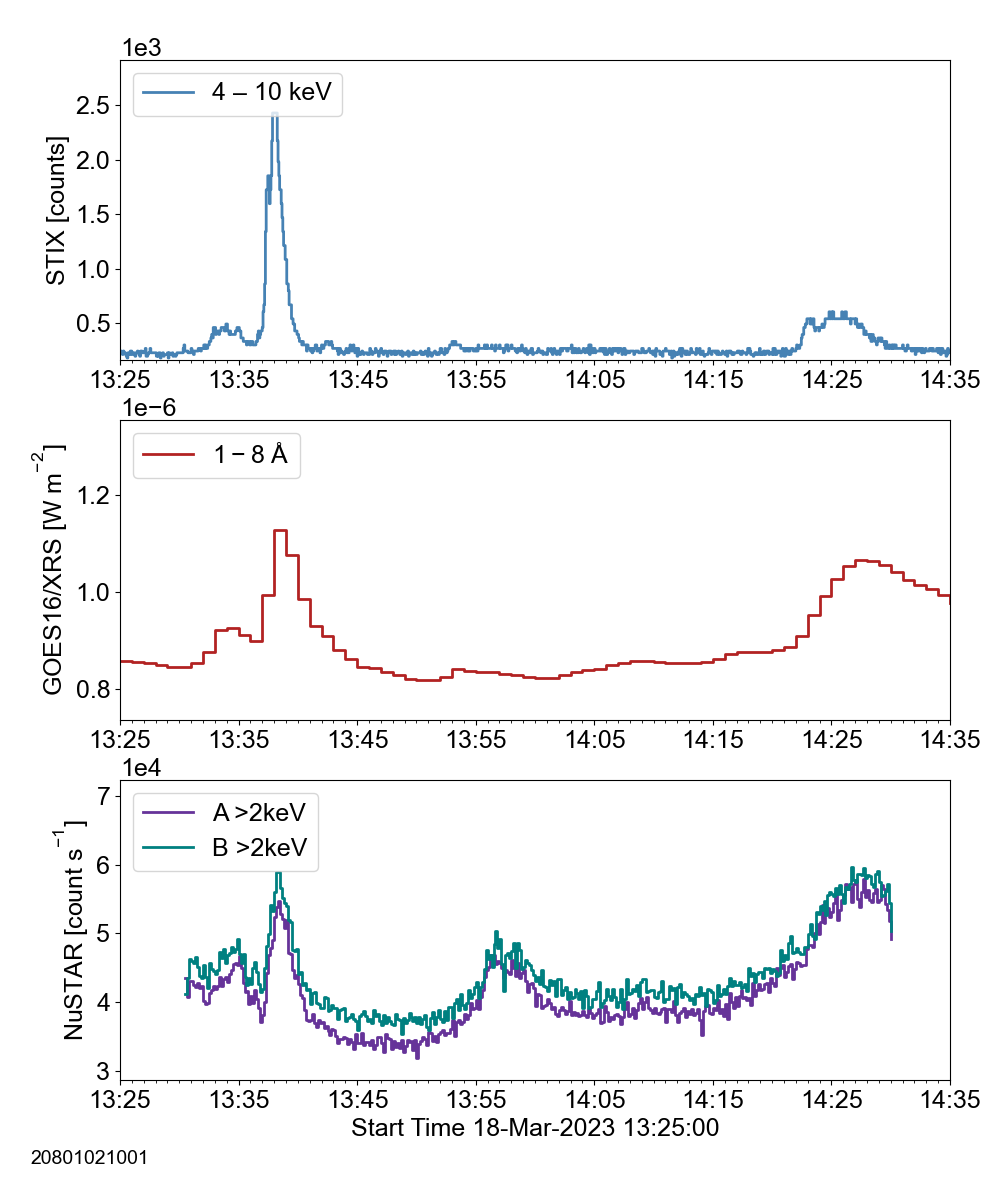 1e3
4 – 10 keV
STIX [counts]
2.5
2.0
1.5
1.0
0.5
13:25 13:35 13:45 13:55 14:05 14:15 14:25 14:35
1e−6
1 – 8 Å
GOES16/XRS [W m⁻²]
1.2
1.0
0.8
13:25 13:35 13:45 13:55 14:05 14:15 14:25 14:35
1e4
A >2keV
B >2keV
NuSTAR [count s⁻¹]
7
6
5
4
3
13:25 13:35 13:45 13:55 14:05 14:15 14:25 14:35
Start Time 18-Mar-2023 13:25:00
20801021001